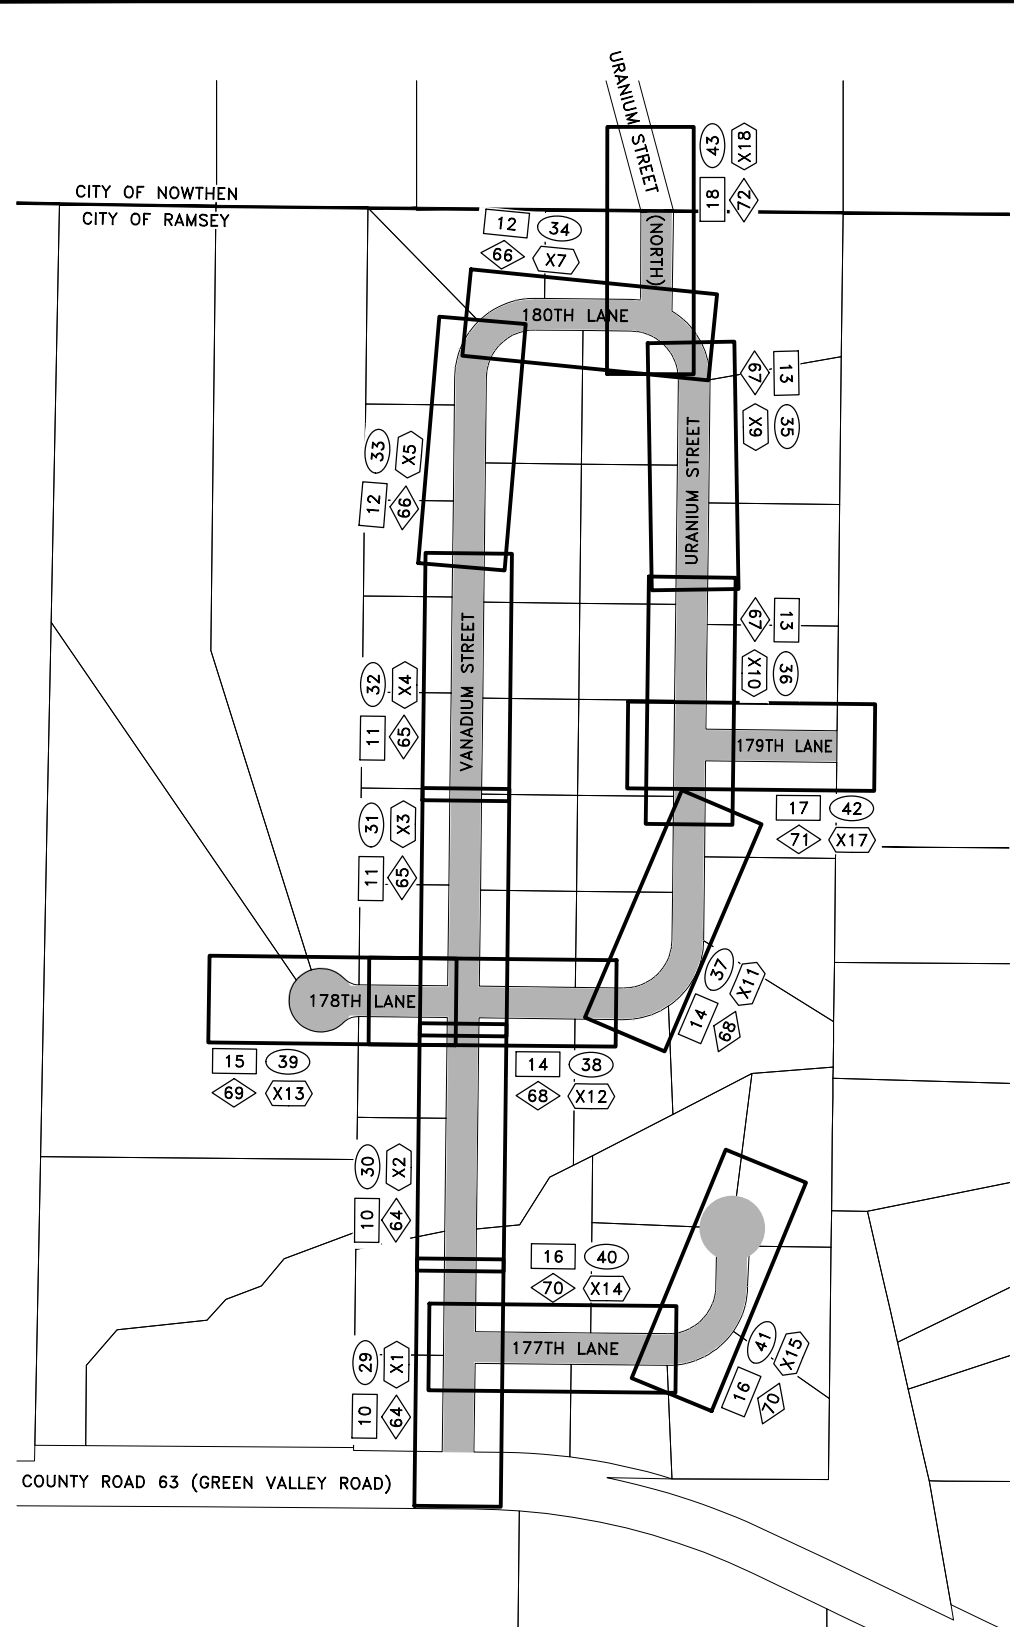 URANIUM STREET
(NORTH)
43 X18
18 72
CITY OF NOWTHEN
CITY OF RAMSEY
12 34
66 X7
180TH LANE
67 13
X9 35
33 X5
12 66
URANIUM STREET
67 13
X10 36
VANADIUM STREET
32 X4
11 65
179TH LANE
17 42
71 X17
31 X3
11 65
37 X11
14 68
178TH LANE
15 39
69 X13
14 38
68 X12
30 X2
10 64
16 40
70 X14
177TH LANE
29 X1
10 64
41 X15
16 70
COUNTY ROAD 63 (GREEN VALLEY ROAD)